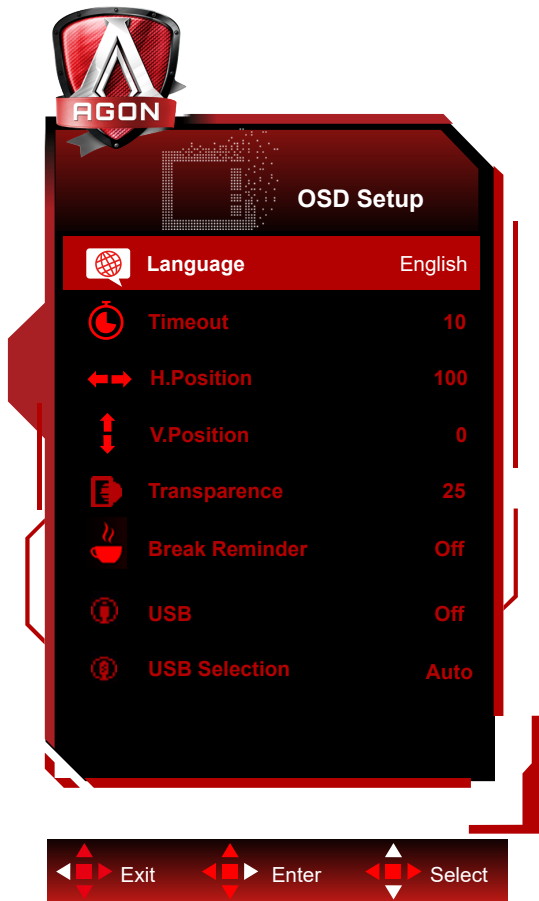 AGON
OSD Setup
Language English
Timeout 10
H.Position 100
V.Position 0
Transparence 25
Break Reminder Off
USB Off
USB Selection Auto
Exit Enter Select